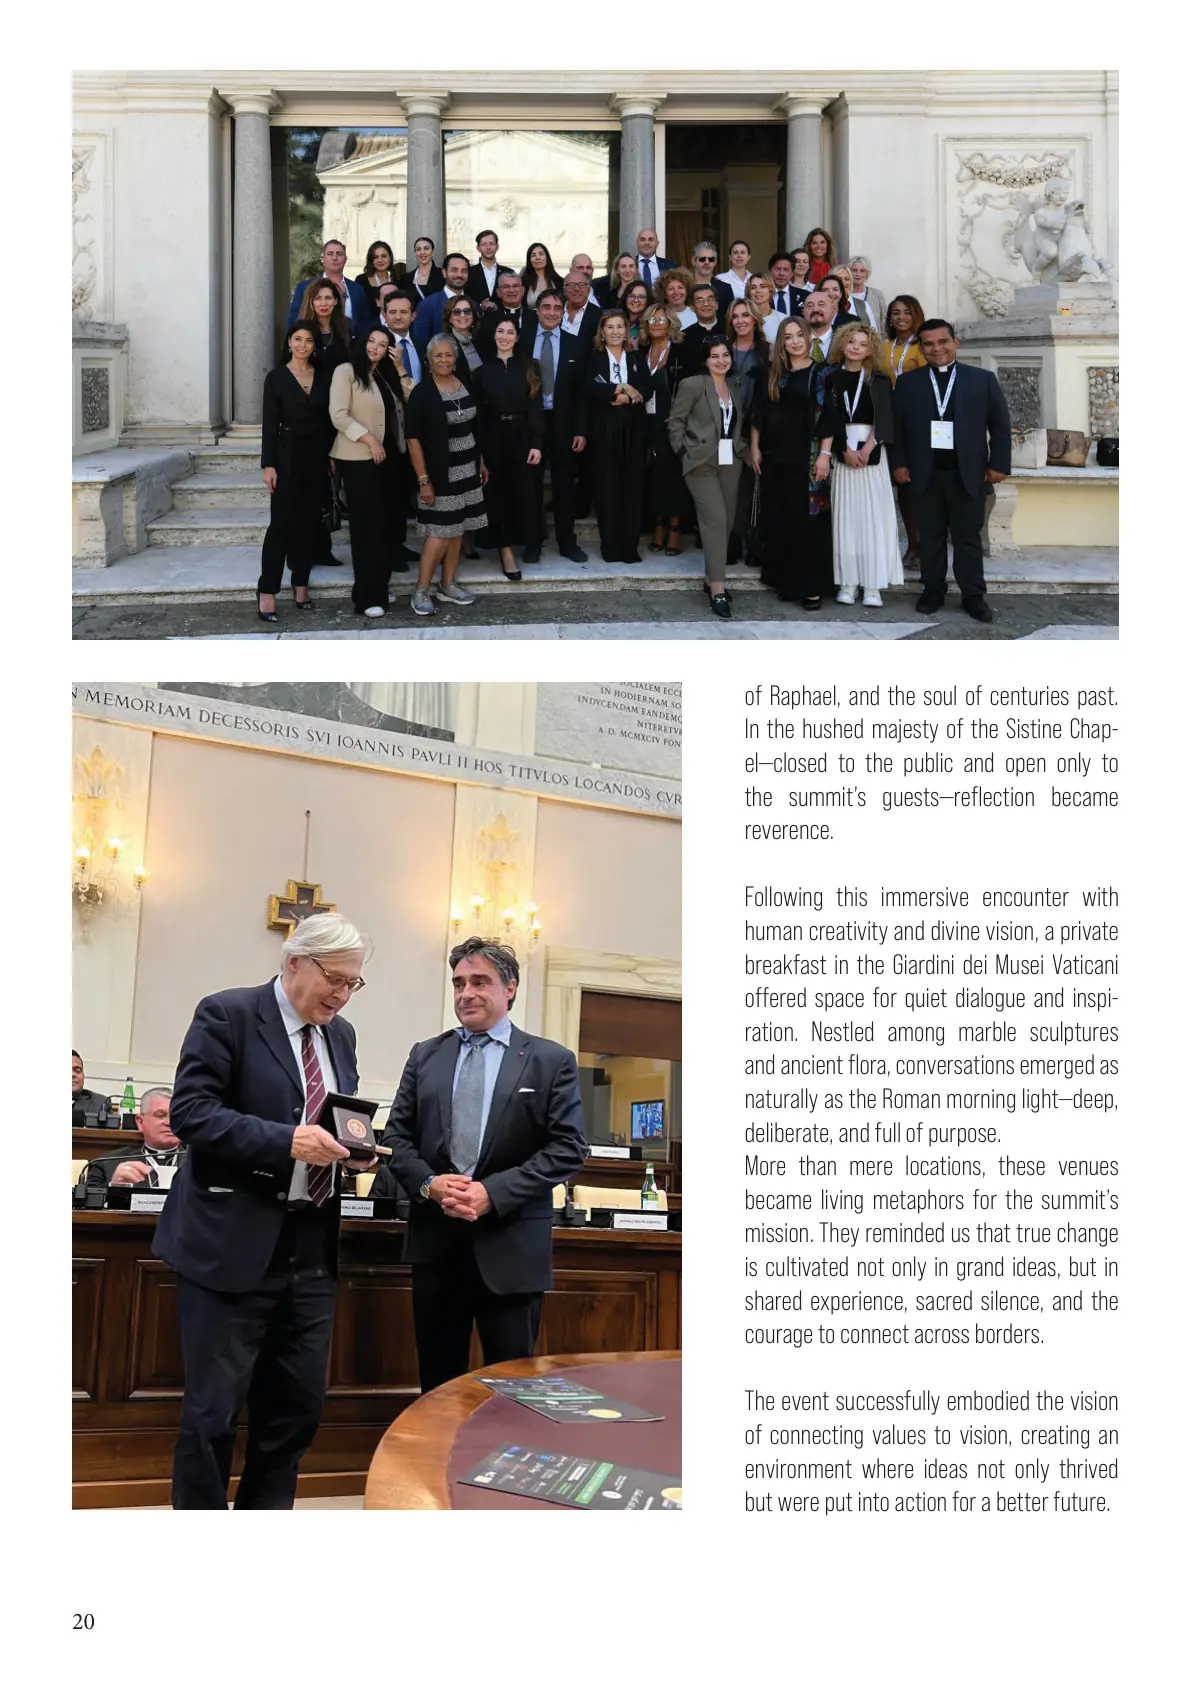 N MEMORIAM DECESSORIS SVI IOANNIS PAVLI II HOS TITVLOS LOCANDOS CVR
SOCIALEM ECCL
IN HODIERNAM SO
INDVCENDAM EANDEMQ
NITERETVR
A. D. MCMXCIV PON
of Raphael, and the soul of centuries past.
In the hushed majesty of the Sistine Chap-
el—closed to the public and open only to
the summit's guests—reflection became
reverence.
Following this immersive encounter with
human creativity and divine vision, a private
breakfast in the Giardini dei Musei Vaticani
offered space for quiet dialogue and inspi-
ration. Nestled among marble sculptures
and ancient flora, conversations emerged as
naturally as the Roman morning light—deep,
deliberate, and full of purpose.
More than mere locations, these venues
became living metaphors for the summit's
mission. They reminded us that true change
is cultivated not only in grand ideas, but in
shared experience, sacred silence, and the
courage to connect across borders.
The event successfully embodied the vision
of connecting values to vision, creating an
environment where ideas not only thrived
but were put into action for a better future.
20